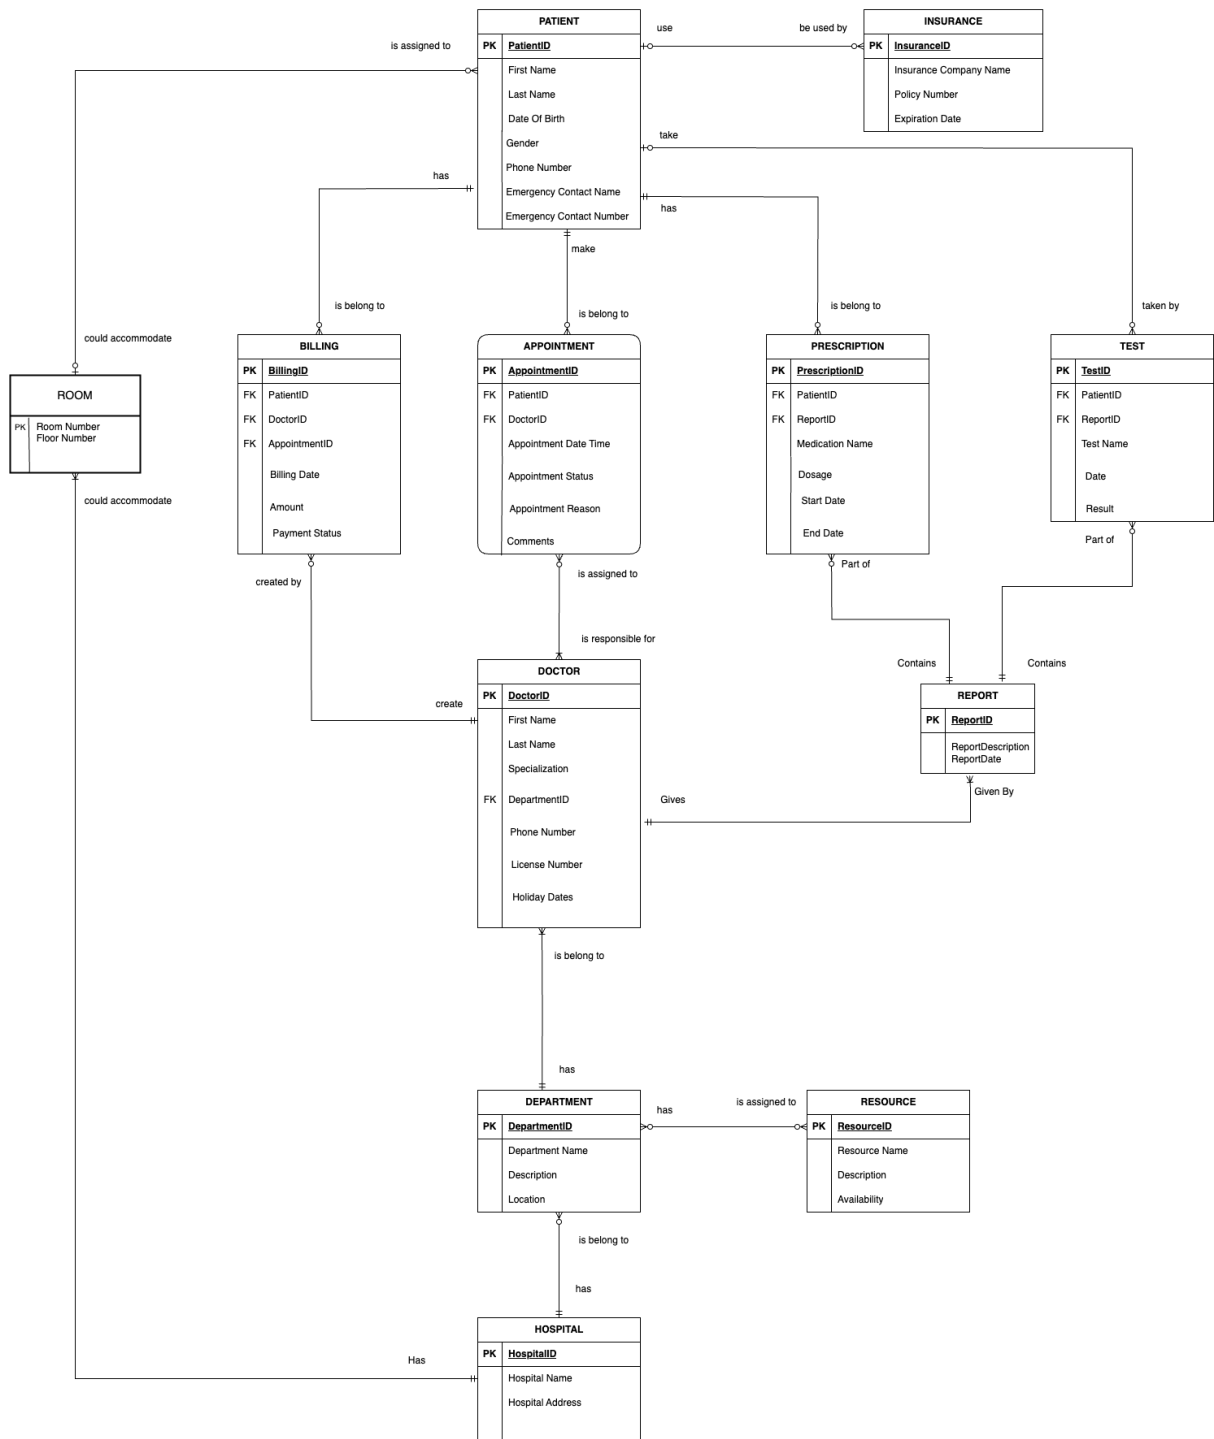 PATIENT
PK PatientID
First Name
Last Name
Date Of Birth
Gender
Phone Number
Emergency Contact Name
Emergency Contact Number
use
be used by
INSURANCE
PK InsuranceID
Insurance Company Name
Policy Number
Expiration Date
is assigned to
take
has
has
make
is belong to
is belong to
is belong to
taken by
could accommodate
ROOM
PK Room Number
Floor Number
could accommodate
BILLING
PK BillingID
FK PatientID
FK DoctorID
FK AppointmentID
Billing Date
Amount
Payment Status
created by
APPOINTMENT
PK AppointmentID
FK PatientID
FK DoctorID
Appointment Date Time
Appointment Status
Appointment Reason
Comments
is assigned to
PRESCRIPTION
PK PrescriptionID
FK PatientID
FK ReportID
Medication Name
Dosage
Start Date
End Date
Part of
TEST
PK TestID
FK PatientID
FK ReportID
Test Name
Date
Result
Part of
is responsible for
create
DOCTOR
PK DoctorID
First Name
Last Name
Specialization
FK DepartmentID
Phone Number
License Number
Holiday Dates
Contains
Contains
REPORT
PK ReportID
ReportDescription
ReportDate
Gives
Given By
is belong to
has
DEPARTMENT
PK DepartmentID
Department Name
Description
Location
has
is assigned to
RESOURCE
PK ResourceID
Resource Name
Description
Availability
is belong to
has
HOSPITAL
PK HospitalID
Hospital Name
Hospital Address
Has